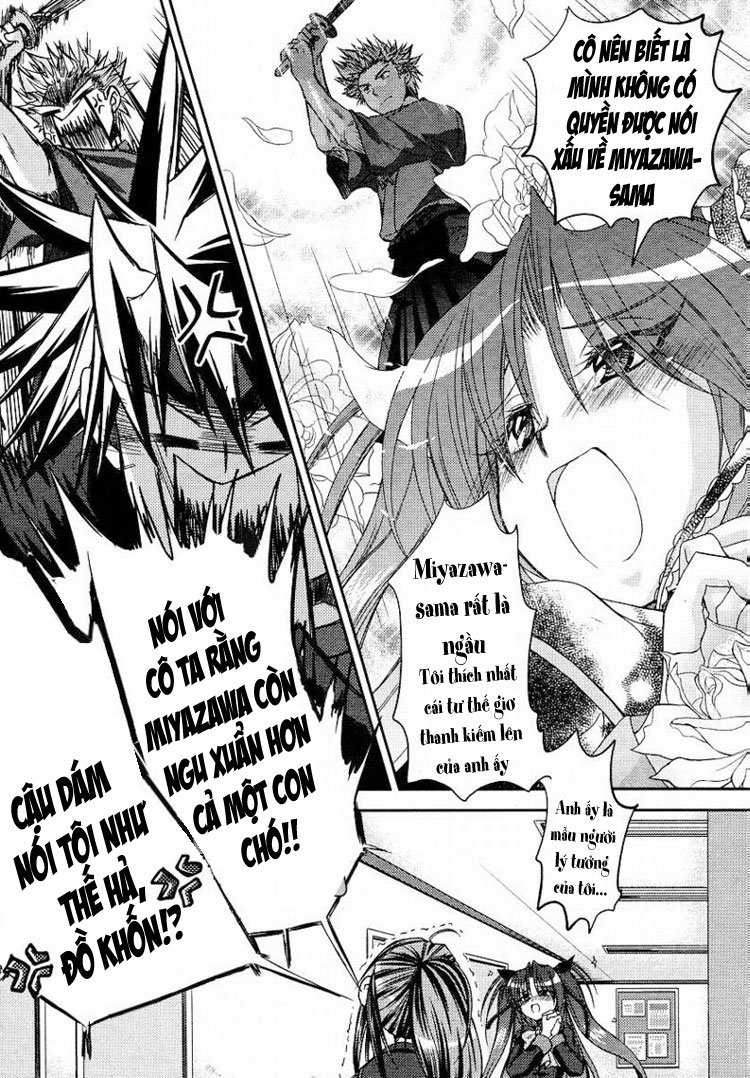 CÔ NÊN BIẾT LÀ
MÌNH KHÔNG CÓ
QUYỀN ĐƯỢC NÓI
XẤU VỀ MIYAZAWA-
SAMA
Miyazawa-
sama rất là
ngầu
Tôi thích nhất
cái tư thế giơ
thanh kiếm lên
của anh ấy
NÓI VỚI
CÔ TA RẰNG
MIYAZAWA CÒN
NGU XUẨN HƠN
CẢ MỘT CON
CHÓ!!
CẬU DÁM
NÓI TÔI NHƯ
THẾ HẢ,
ĐỒ KHỐN!?
Anh ấy là
mẫu người
lý tưởng
của tôi...